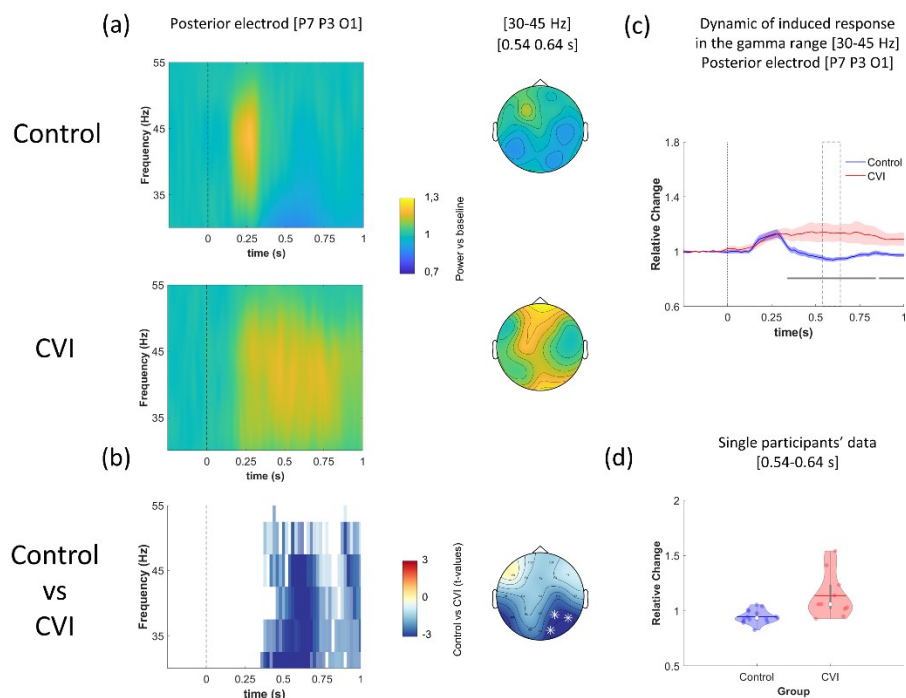 (a)
Posterior electrod [P7 P3 O1]
[30-45 Hz]
[0.54 0.64 s]
(c)
Dynamic of induced response
in the gamma range [30-45 Hz]
Posterior electrod [P7 P3 O1]
Control
Frequency (Hz)
55
45
35
0 0.25 0.5 0.75 1
time (s)
1,3
1
0,7
Power vs baseline
Relative Change
1.8
1.4
1
0.6
0 0.25 0.5 0.75 1
time(s)
Control
CVI
CVI
Frequency (Hz)
55
45
35
0 0.25 0.5 0.75 1
time (s)
(b)
Control
vs
CVI
Frequency (Hz)
55
45
35
0 0.25 0.5 0.75 1
time (s)
3
0
-3
Control vs CVI (t-values)
(d)
Single participants’ data
[0.54-0.64 s]
Relative Change
2
1.5
1
0.5
Control CVI
Group